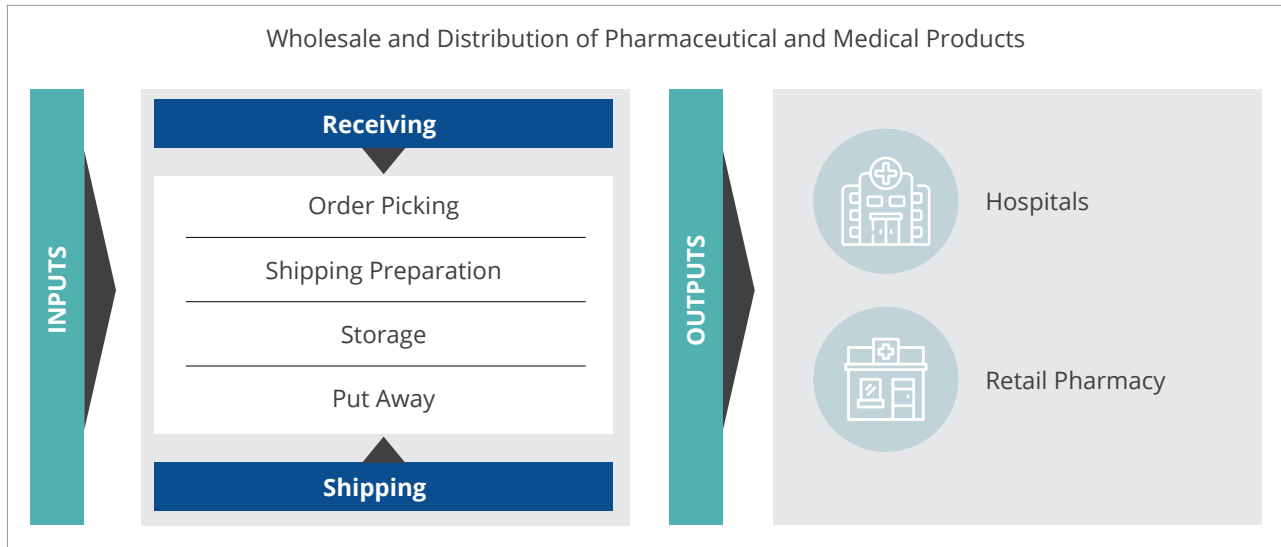 Wholesale and Distribution of Pharmaceutical and Medical Products
INPUTS
Receiving
Order Picking
Shipping Preparation
Storage
Put Away
Shipping
OUTPUTS
Hospitals
Retail Pharmacy